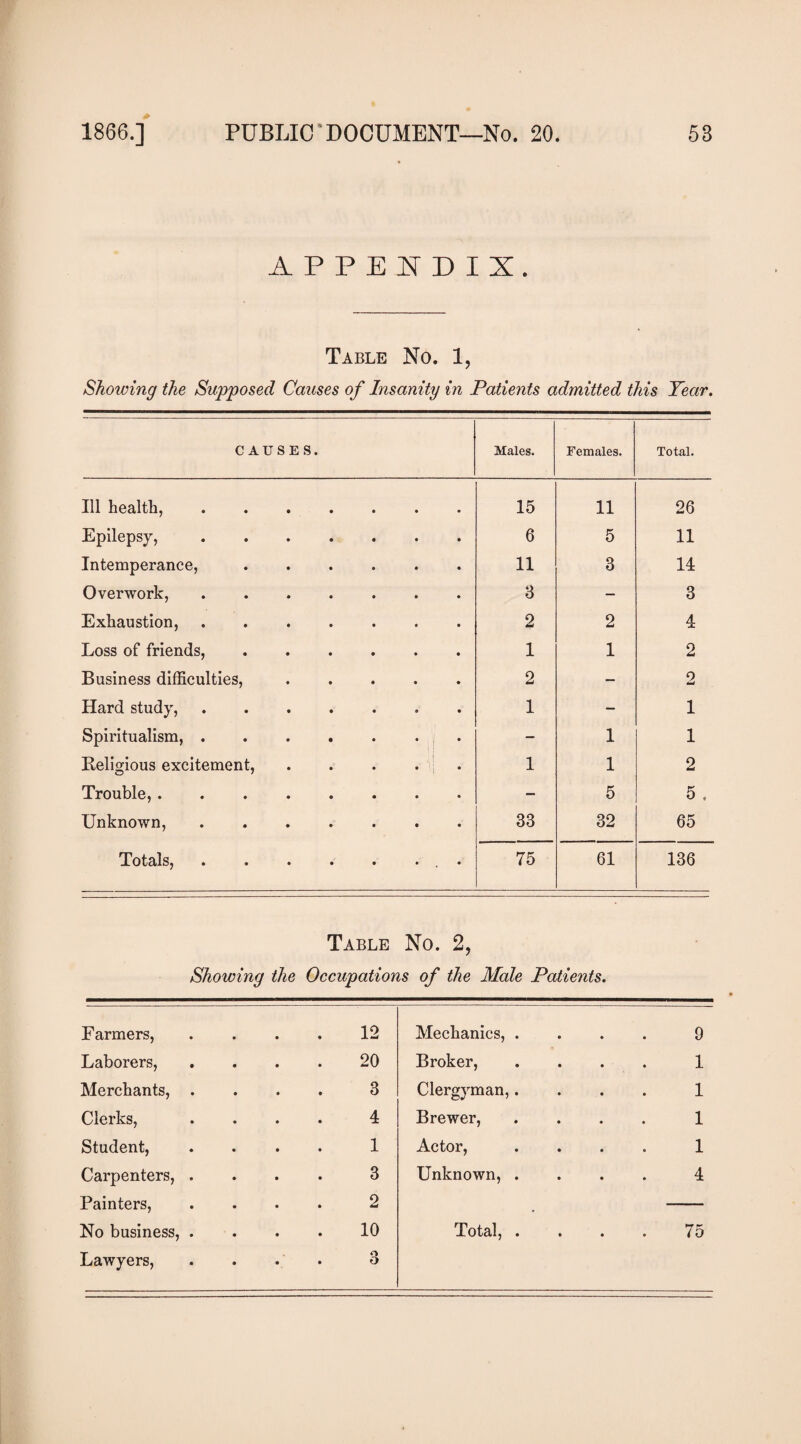 1866.] PUBLIC DOCUMENT—No. 20. 53
APPENDIX.
TABLE No. 1,
Showing the Supposed Causes of Insanity in Patients admitted this Year.
CAUSES. Males. Females. Total.
Ill health, . . . . . . . 15 11 26
Epilepsy, . . . . . . . 6 5 11
Intemperance, . . . . . . 11 3 14
Overwork, . . . . . . . 3 – 3
Exhaustion, . . . . . . . 2 2 4
Loss of friends, . . . . . . 1 1 2
Business difficulties, . . . . . 2 – 2
Hard study, . . . . . . . 1 – 1
Spiritualism, . . . . . . . – 1 1
Religious excitement, . . . . . 1 1 2
Trouble, . . . . . . . . – 5 5
Unknown, . . . . . . . 33 32 65
Totals, . . . . . . . 75 61 136
TABLE No. 2,
Showing the Occupations of the Male Patients.
Farmers, . . . . 12
Laborers, . . . . 20
Merchants, . . . . 3
Clerks, . . . . 4
Student, . . . . 1
Carpenters, . . . . 3
Painters, . . . . 2
No business, . . . . 10
Lawyers, . . . . 3
Mechanics, . . . . 9
Broker, . . . . 1
Clergyman, . . . . 1
Brewer, . . . . 1
Actor, . . . . 1
Unknown, . . . . 4
Total, . . . . 75